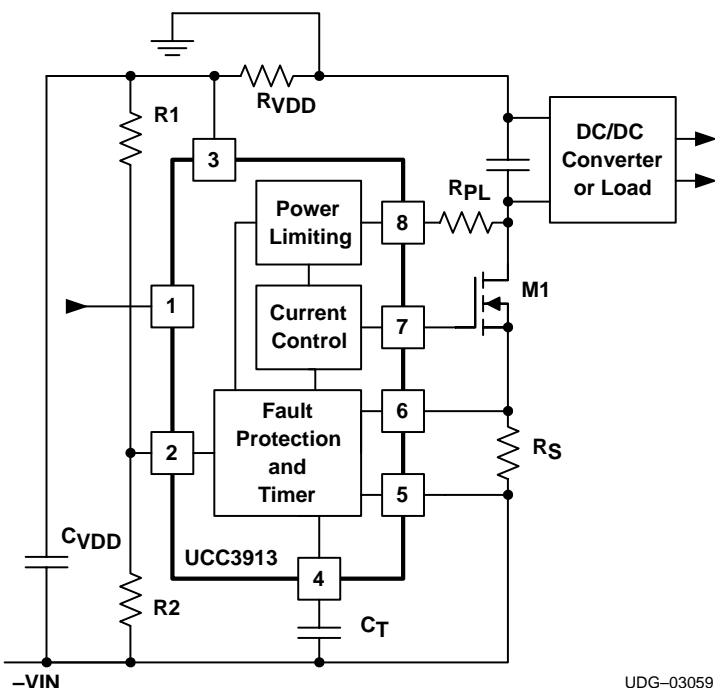 R1
RVDD
3
DC/DC
Converter
or Load
RPL
Power
Limiting
8
M1
1
Current
Control
7
Fault
Protection
and
Timer
6
2
RS
5
CVDD
UCC3913
4
R2
CT
–VIN
UDG–03059